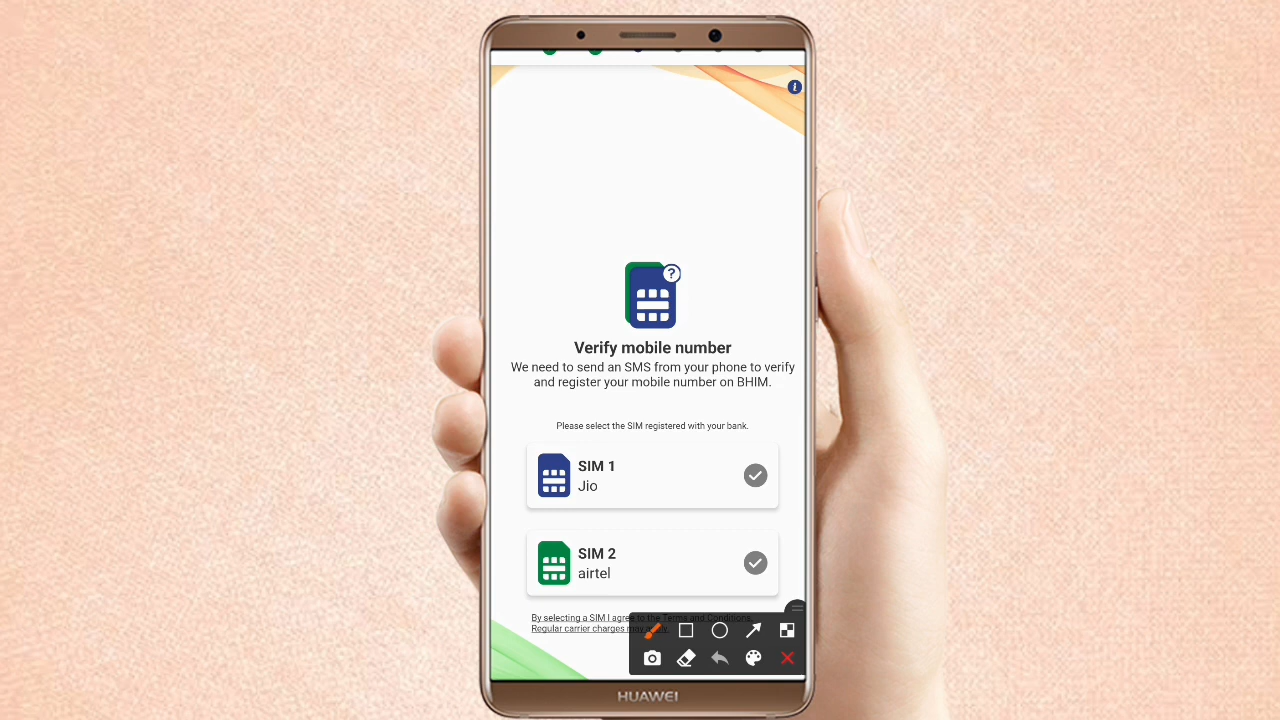 Verify mobile number
We need to send an SMS from your phone to verify
and register your mobile number on BHIM.
Please select the SIM registered with your bank.
SIM 1
Jio
SIM 2
airtel
By selecting a SIM I agree to the Terms and Conditions.
Regular carrier charges may apply.
HUAWEI